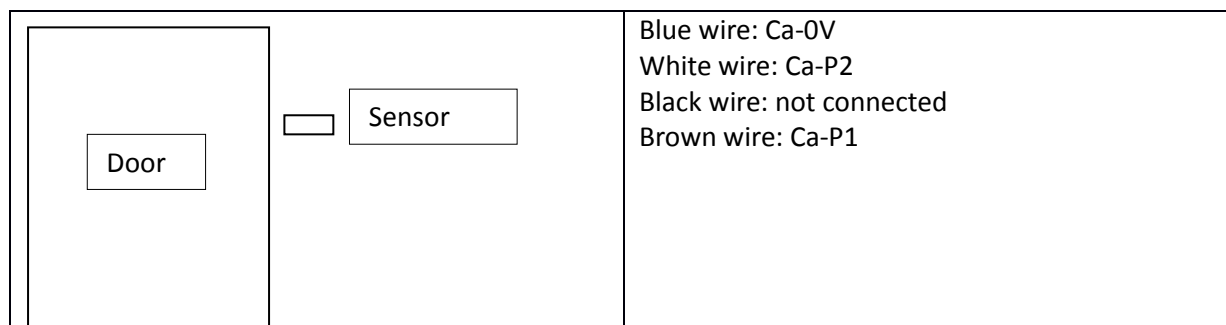 Door
Sensor
Blue wire: Ca-0V
White wire: Ca-P2
Black wire: not connected
Brown wire: Ca-P1